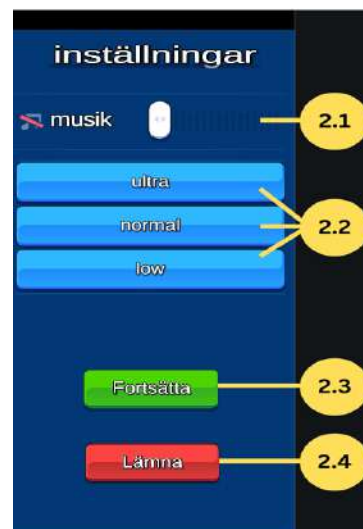 inställningar
musik
2.1
ultra
normal
2.2
low
Fortsätta
2.3
Lämna
2.4